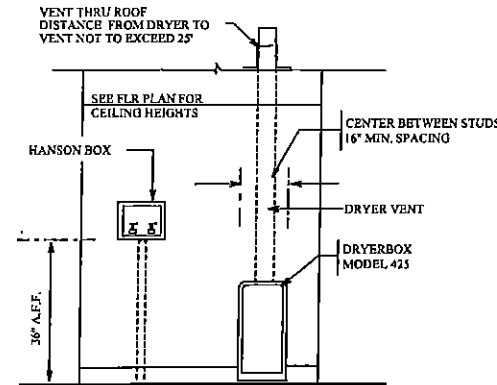 VENT THRU ROOF
DISTANCE FROM DRYER TO
VENT NOT TO EXCEED 25'
SEE FLR PLAN FOR
CEILING HEIGHTS
CENTER BETWEEN STUDS
16" MIN. SPACING
HANSON BOX
DRYER VENT
DRYERBOX
MODEL 425
36" A.F.F.